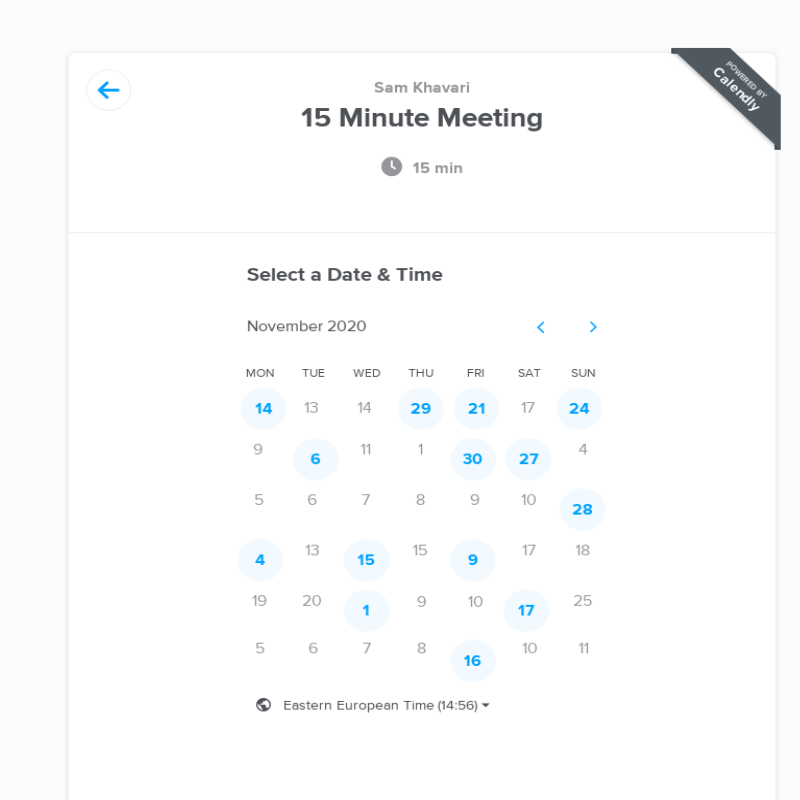 POWERED BY
Calendly
Sam Khavari
15 Minute Meeting
15 min
Select a Date & Time
November 2020
MON TUE WED THU FRI SAT SUN
14 13 14 29 21 17 24
9 6 11 1 30 27 4
5 6 7 8 9 10 28
4 13 15 15 9 17 18
19 20 1 9 10 17 25
5 6 7 8 16 10 11
Eastern European Time (14:56)